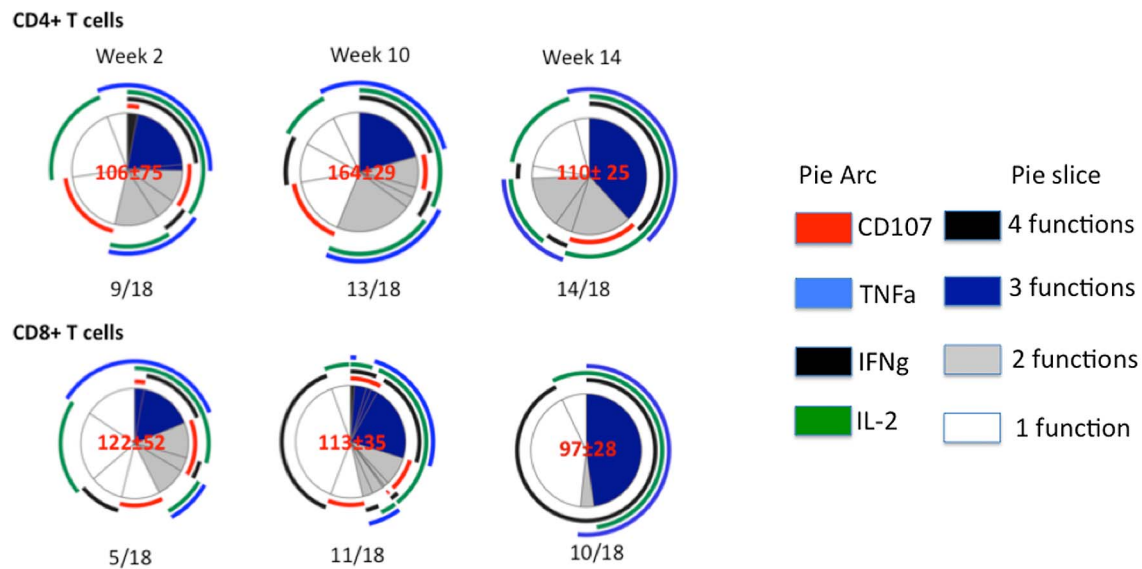 CD4+ T cells
Week 2
Week 10
Week 14
106±75
164±29
110± 25
9/18
13/18
14/18
CD8+ T cells
122±52
113±35
97±28
5/18
11/18
10/18
Pie Arc
Pie slice
CD107
4 functions
TNFa
3 functions
IFNg
2 functions
IL-2
1 function